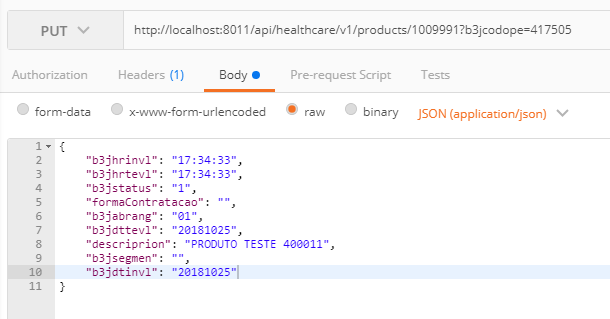 PUT http://localhost:8011/api/healthcare/v1/products/1009991?b3jcodope=417505
Authorization Headers (1) Body Pre-request Script Tests
form-data x-www-form-urlencoded raw binary JSON (application/json)
1 {
2 "b3jhrinvl": "17:34:33",
3 "b3jhrtevl": "17:34:33",
4 "b3jstatus": "1",
5 "formaContratacao": "",
6 "b3jabrang": "01",
7 "b3jdttevl": "20181025",
8 "descriprion": "PRODUTO TESTE 400011",
9 "b3jsegmen": "",
10 "b3jdtinvl": "20181025"
11 }